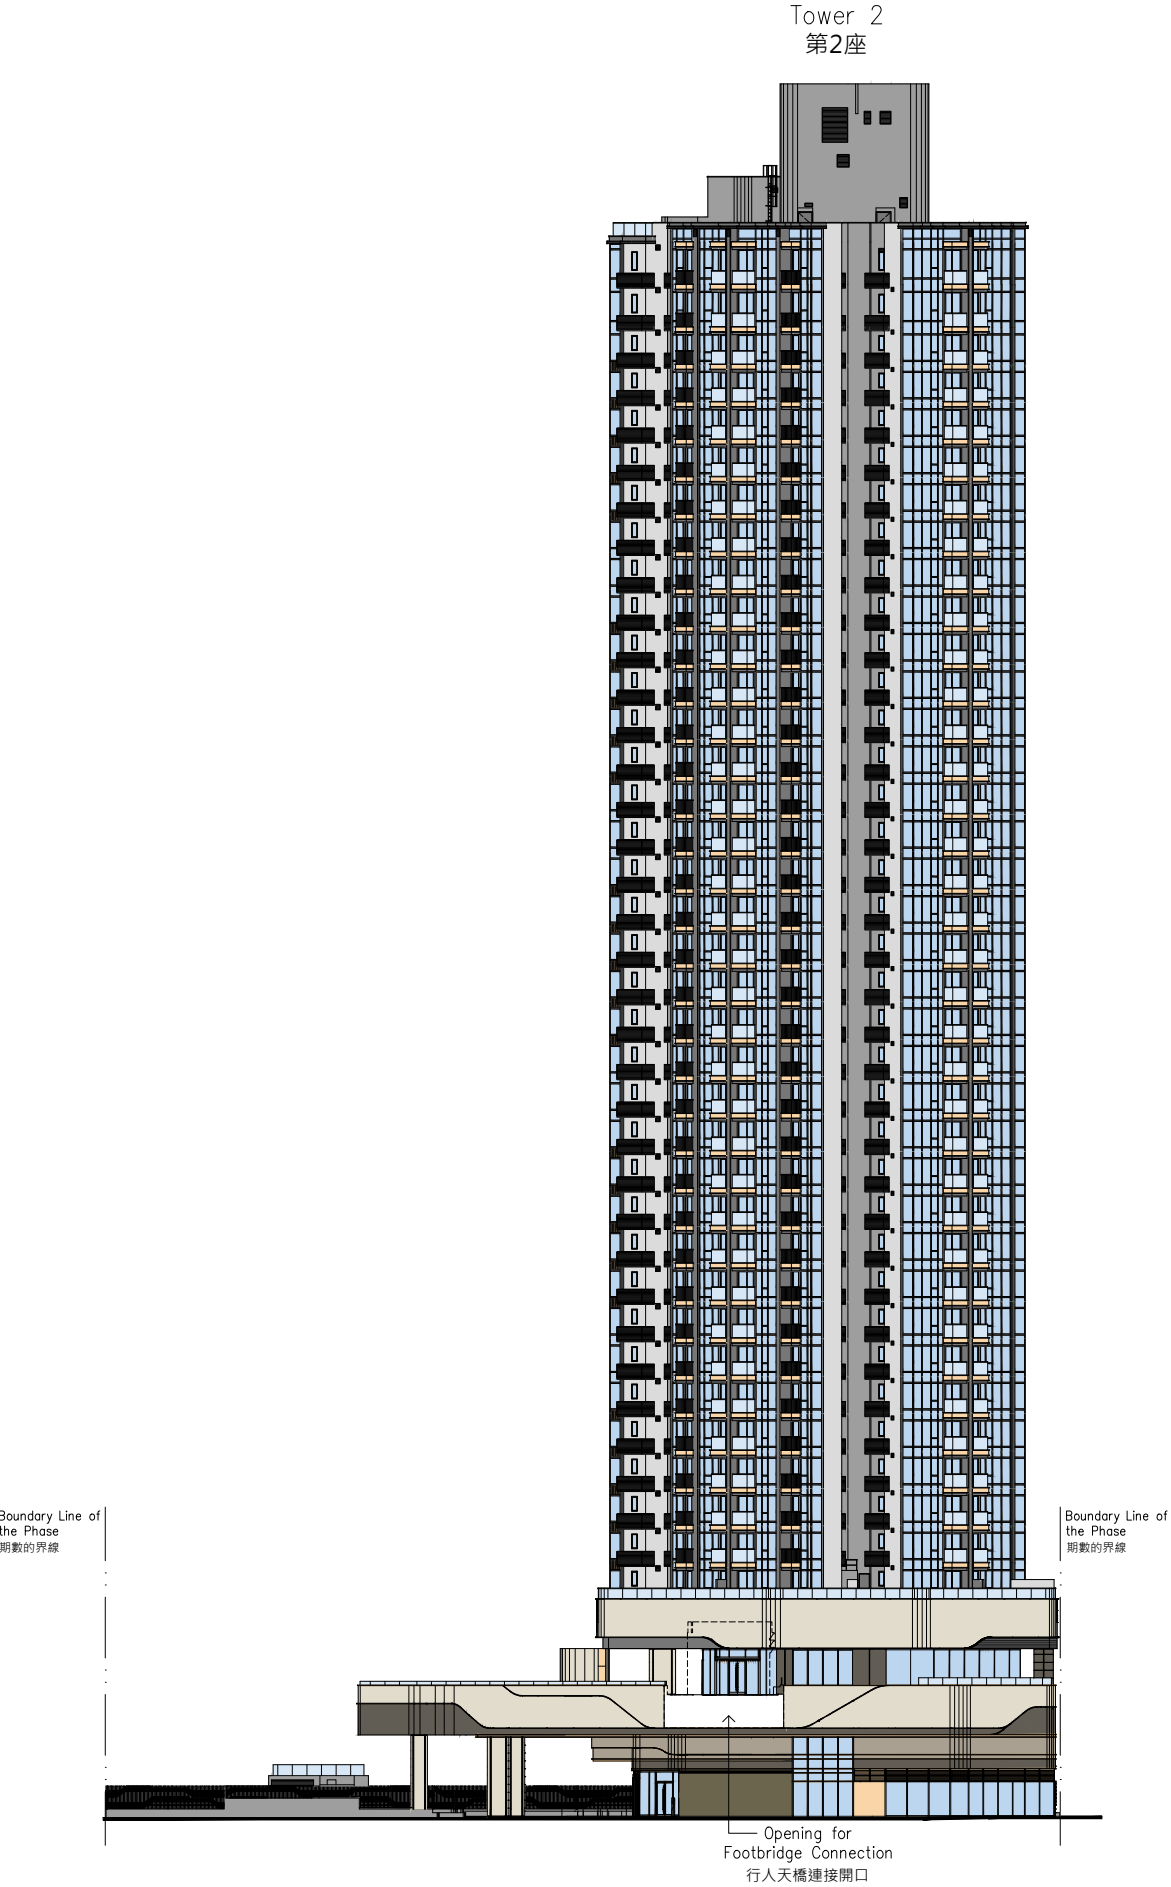 Tower 2
第2座
Boundary Line of
the Phase
期數的界線
Boundary Line of
the Phase
期數的界線
Opening for
Footbridge Connection
行人天橋連接開口